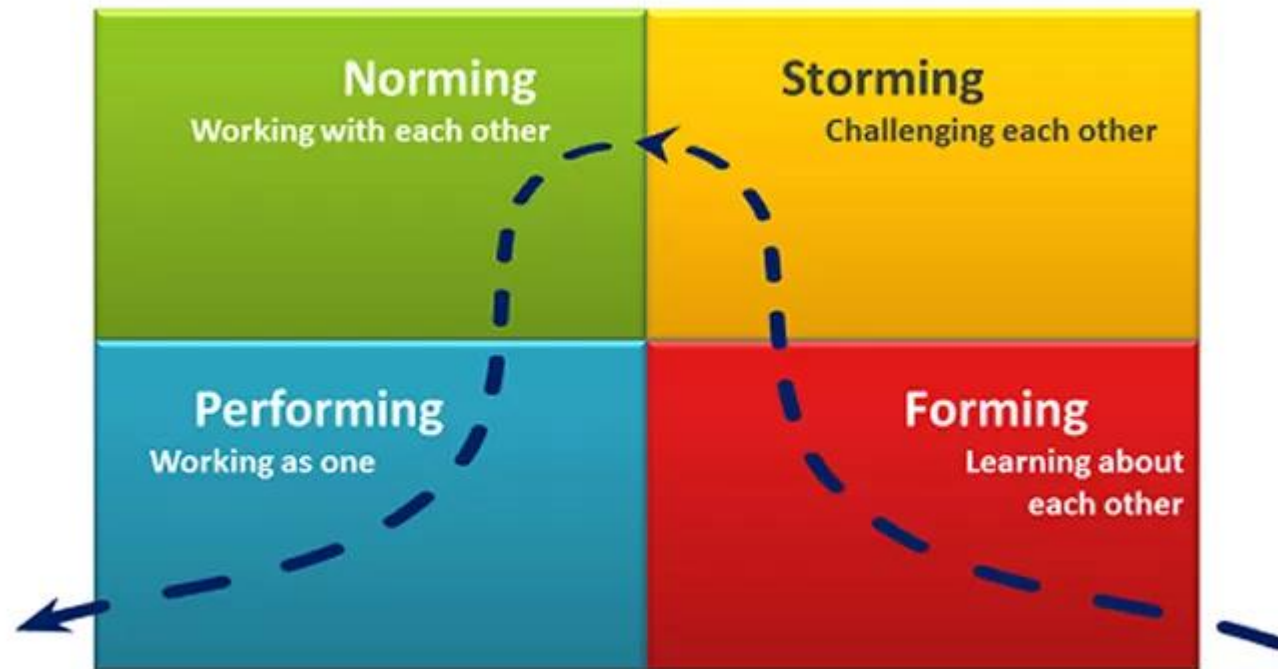 Norming
Working with each other
Storming
Challenging each other
Performing
Working as one
Forming
Learning about
each other